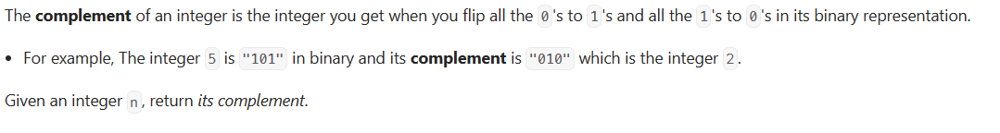 The complement of an integer is the integer you get when you flip all the 0's to 1's and all the 1's to 0's in its binary representation.
• For example, The integer 5 is "101" in binary and its complement is "010" which is the integer 2.
Given an integer n, return its complement.